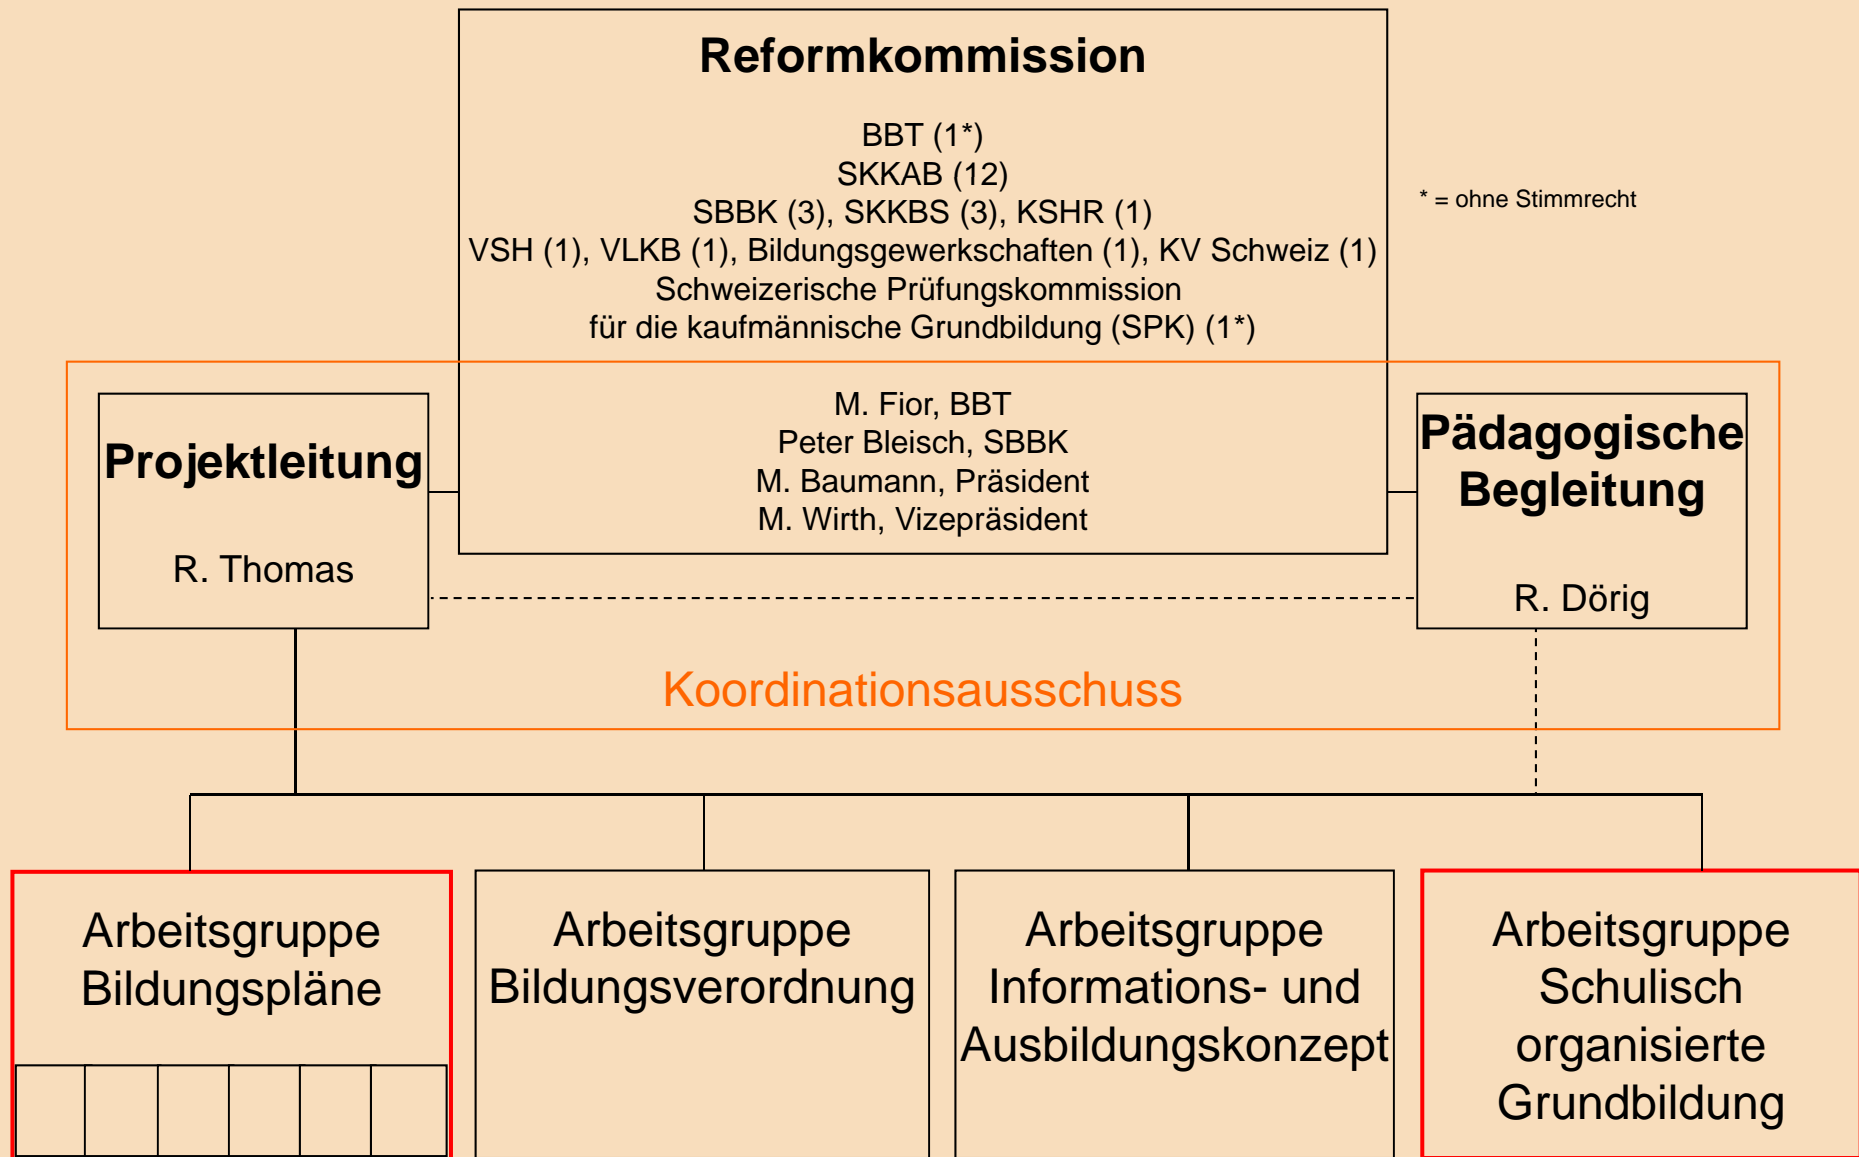 Reformkommission
BBT (1*)
SKKAB (12)
SBBK (3), SKKBS (3), KSHR (1)
VSH (1), VLKB (1), Bildungsgewerkschaften (1), KV Schweiz (1)
Schweizerische Prüfungskommission
für die kaufmännische Grundbildung (SPK) (1*)
* = ohne Stimmrecht
M. Fior, BBT
Peter Bleisch, SBBK
M. Baumann, Präsident
M. Wirth, Vizepräsident
Projektleitung
R. Thomas
Pädagogische
Begleitung
R. Dörig
Koordinationsausschuss
Arbeitsgruppe
Bildungspläne
Arbeitsgruppe
Bildungsverordnung
Arbeitsgruppe
Informations- und
Ausbildungskonzept
Arbeitsgruppe
Schulisch
organisierte
Grundbildung